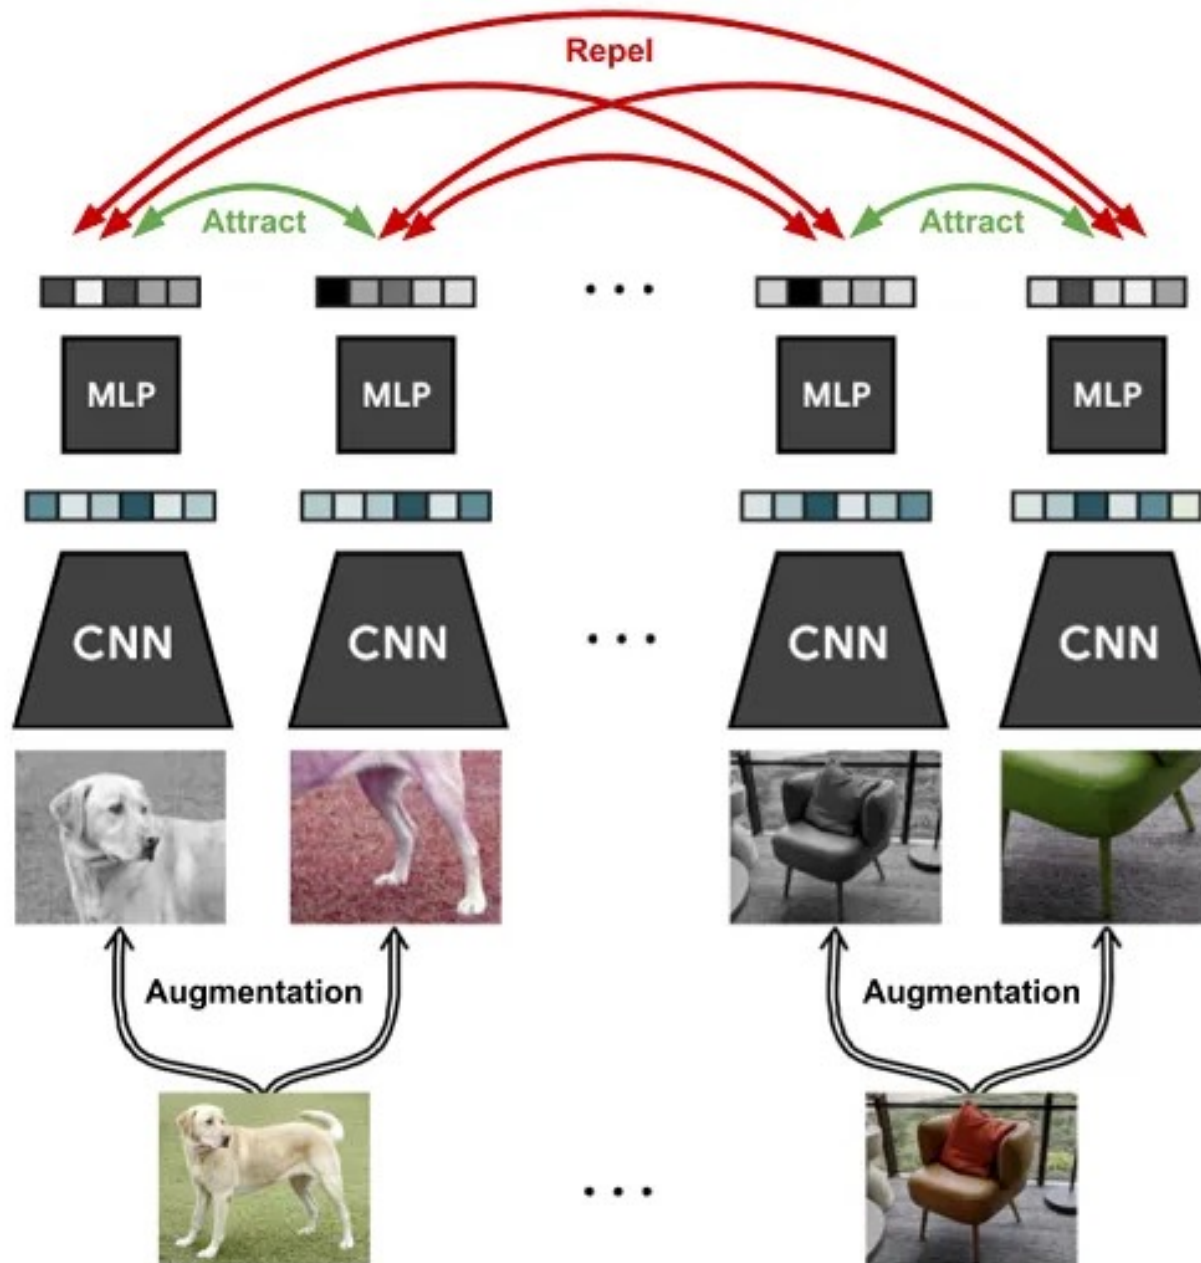 Repel
Attract
Attract
. . .
MLP
MLP
MLP
MLP
CNN
CNN
. . .
CNN
CNN
Augmentation
Augmentation
. . .